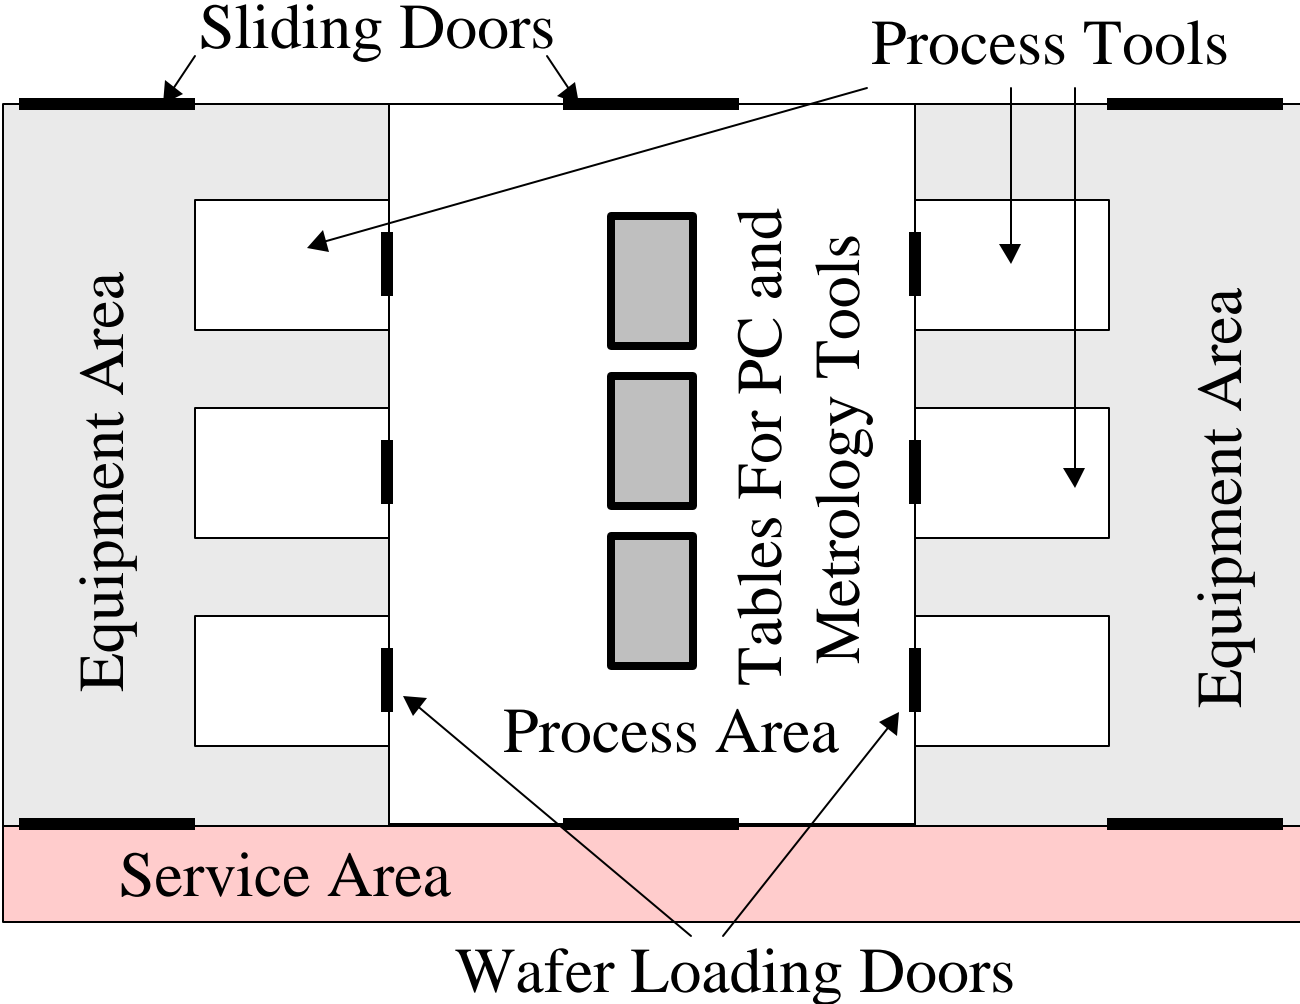 Sliding Doors
Process Tools
Equipment Area
Tables For PC and
Metrology Tools
Equipment Area
Process Area
Service Area
Wafer Loading Doors